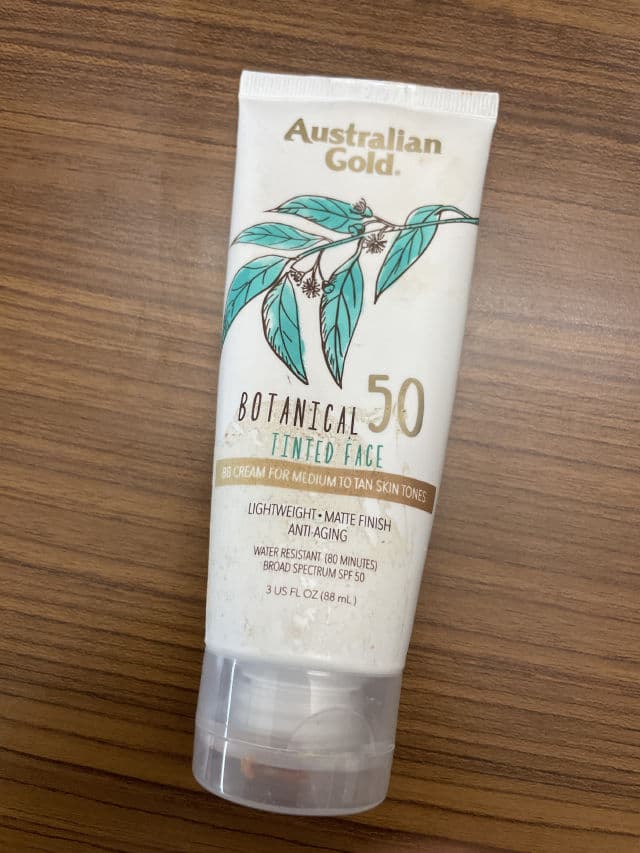 Australian
Gold.
BOTANICAL 50
TINTED FACE
BB CREAM FOR MEDIUM TO TAN SKIN TONES
LIGHTWEIGHT • MATTE FINISH
ANTI-AGING
WATER RESISTANT (80 MINUTES)
BROAD SPECTRUM SPF 50
3 US FL OZ (88 mL)